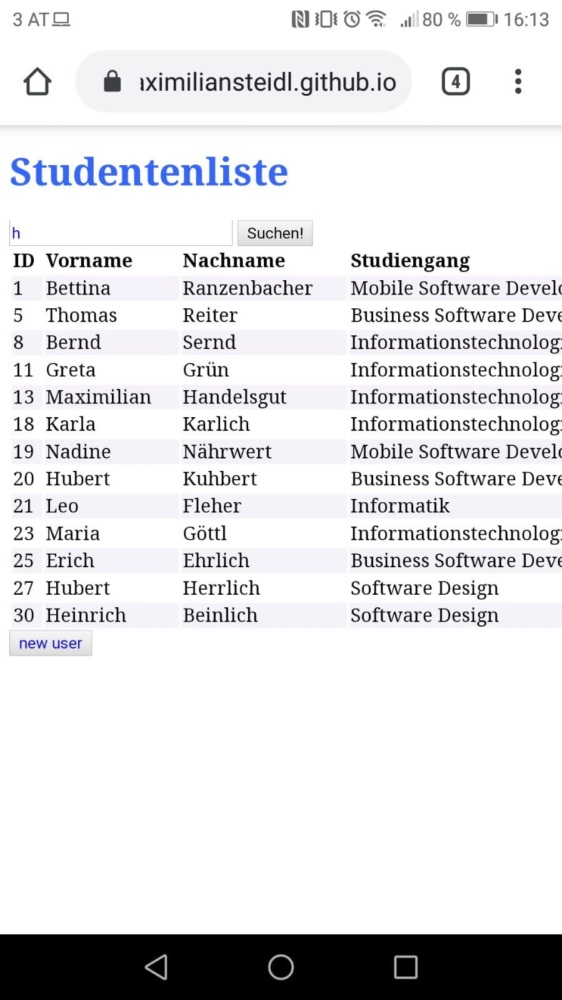 3 AT 80 % 16:13
ximiliansteidl.github.io 4
Studentenliste
h Suchen!
ID Vorname Nachname Studiengang
1 Bettina Ranzenbacher Mobile Software Develo
5 Thomas Reiter Business Software Deve
8 Bernd Sernd Informationstechnologi
11 Greta Grün Informationstechnologi
13 Maximilian Handelsgut Informationstechnologi
18 Karla Karlich Informationstechnologi
19 Nadine Nährwert Mobile Software Develo
20 Hubert Kuhbert Business Software Deve
21 Leo Fleher Informatik
23 Maria Göttl Informationstechnologi
25 Erich Ehrlich Business Software Deve
27 Hubert Herrlich Software Design
30 Heinrich Beinlich Software Design
new user